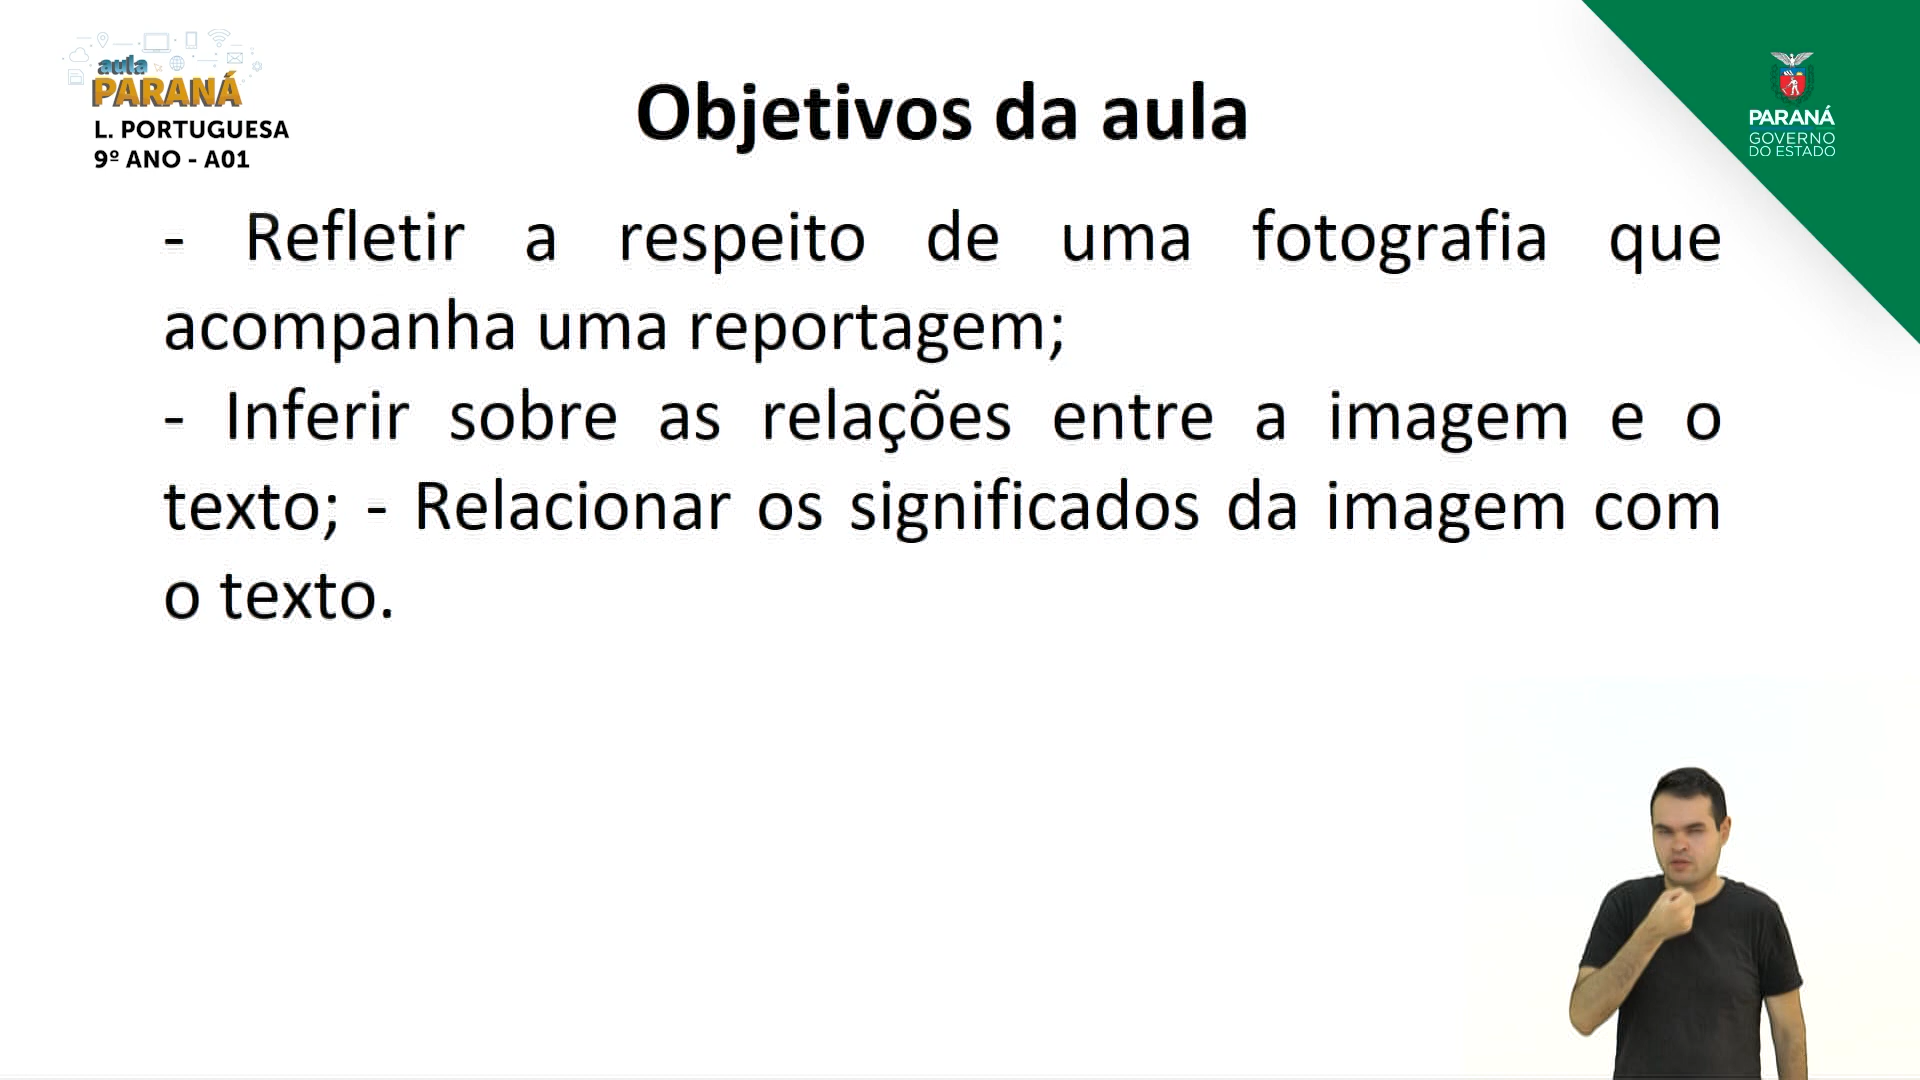 aula
PARANÁ
L. PORTUGUESA
9º ANO - A01
Objetivos da aula
PARANÁ
GOVERNO
DO ESTADO
- Refletir a respeito de uma fotografia que
acompanha uma reportagem;
- Inferir sobre as relações entre a imagem e o
texto; - Relacionar os significados da imagem com
o texto.